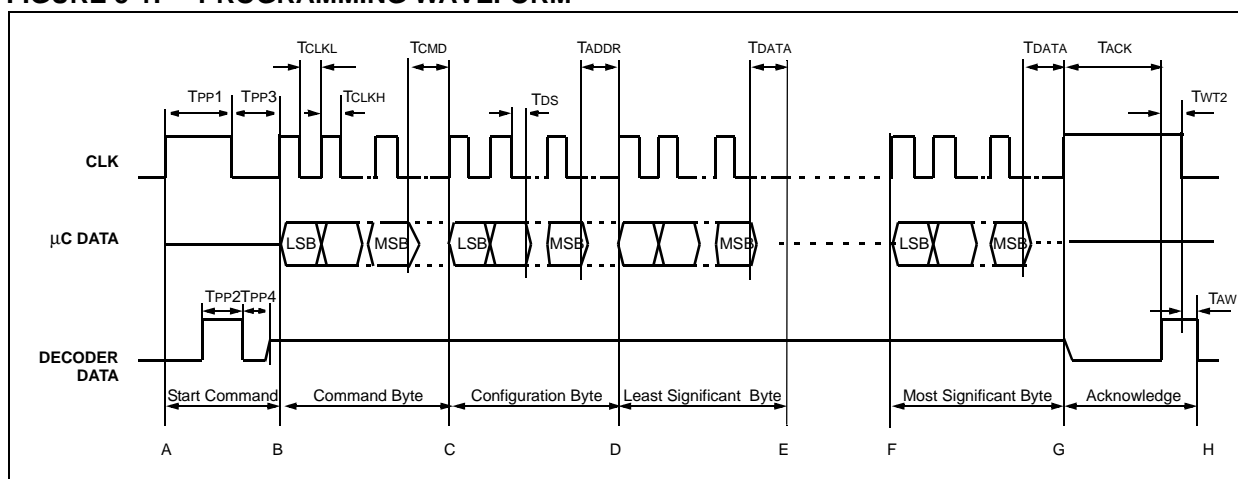 FIGURE 8-1: PROGRAMMING WAVEFORM
TCLKL TCMD TADDR TDATA TDATA TACK
TPP1 TPP3 TCLKH TDS TWT2
CLK
µC DATA
LSB MSB LSB MSB MSB LSB MSB
TPP2 TPP4 TAW
DECODER
DATA
Start Command Command Byte Configuration Byte Least Significant Byte Most Significant Byte Acknowledge
A B C D E F G H